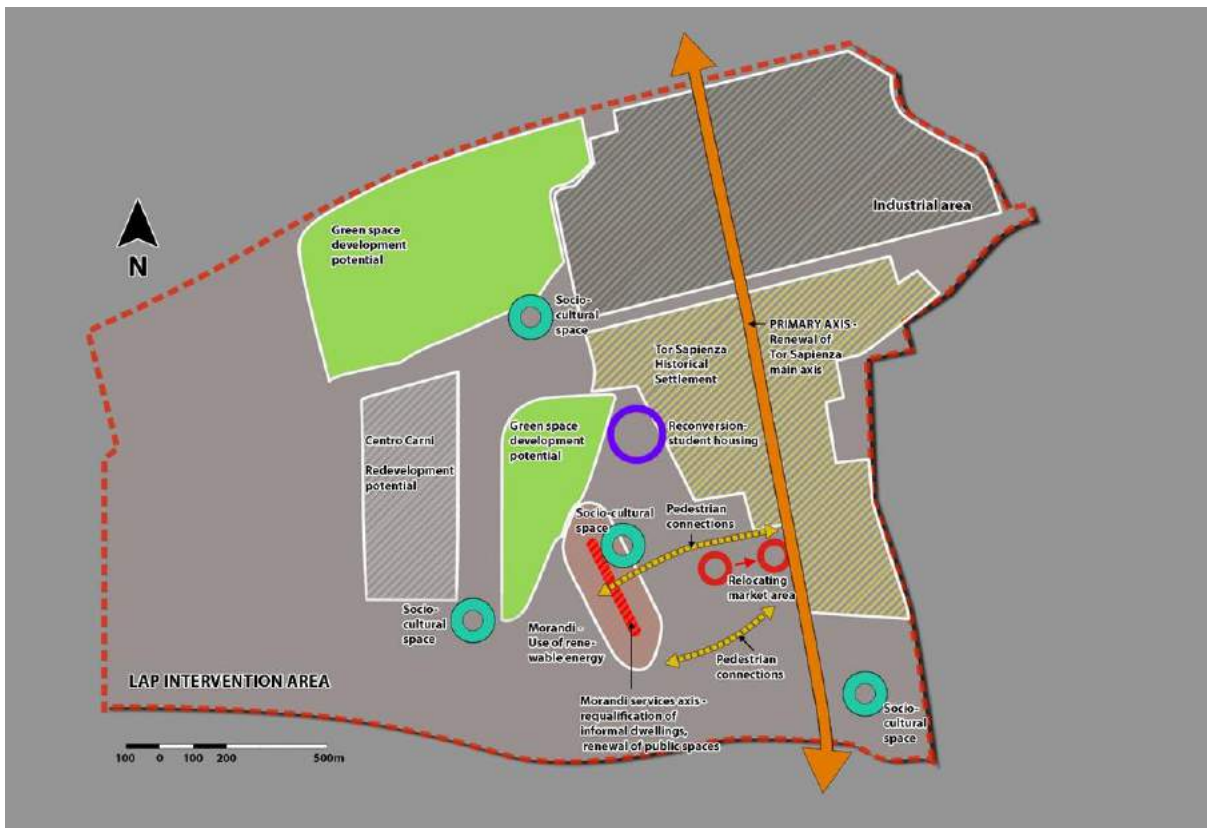 Industrial area
Green space
development
potential
N
Socio-
cultural
space
PRIMARY AXIS -
Renewal of
Tor Sapienza
main axis
Tor Sapienza
Historical
Settlement
Centro Carni
Redevelopment
potential
Green space
development
potential
Reconversion-
student housing
Pedestrian
connections
Socio-cultural
space
Relocating
market area
Socio-
cultural
space
Morandi -
Use of rene-
wable energy
Pedestrian
connections
LAP INTERVENTION AREA
Morandi services axis -
requalification of
informal dwellings,
renewal of public spaces
Socio-
cultural
space
100 0 100 200 500m